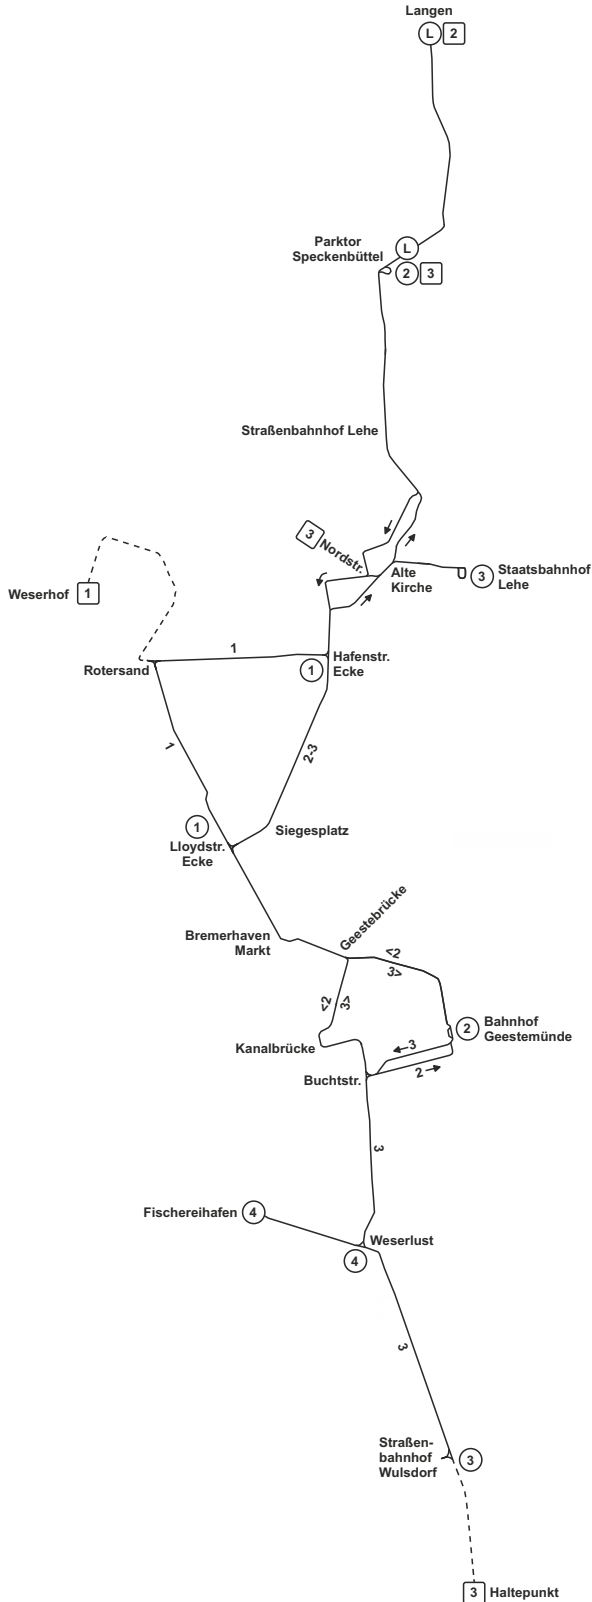 Langen
L 2
Parktor
Speckenbüttel
L
2 3
Straßenbahnhof Lehe
3 Nordstr.
Alte
Kirche
3 Staatsbahnhof
Lehe
Weserhof 1
1
Rotersand
Hafenstr.
Ecke
1
1
2-3
1
Siegesplatz
Lloydstr.
Ecke
Bremerhaven
Markt
Geestebrücke
<2
3>
<2
3>
2 Bahnhof
Geestemünde
Kanalbrücke
3
2
Buchtstr.
3
Fischereihafen 4
Weserlust
4
3
Straßen-
bahnhof
Wulsdorf
3
3 Haltepunkt